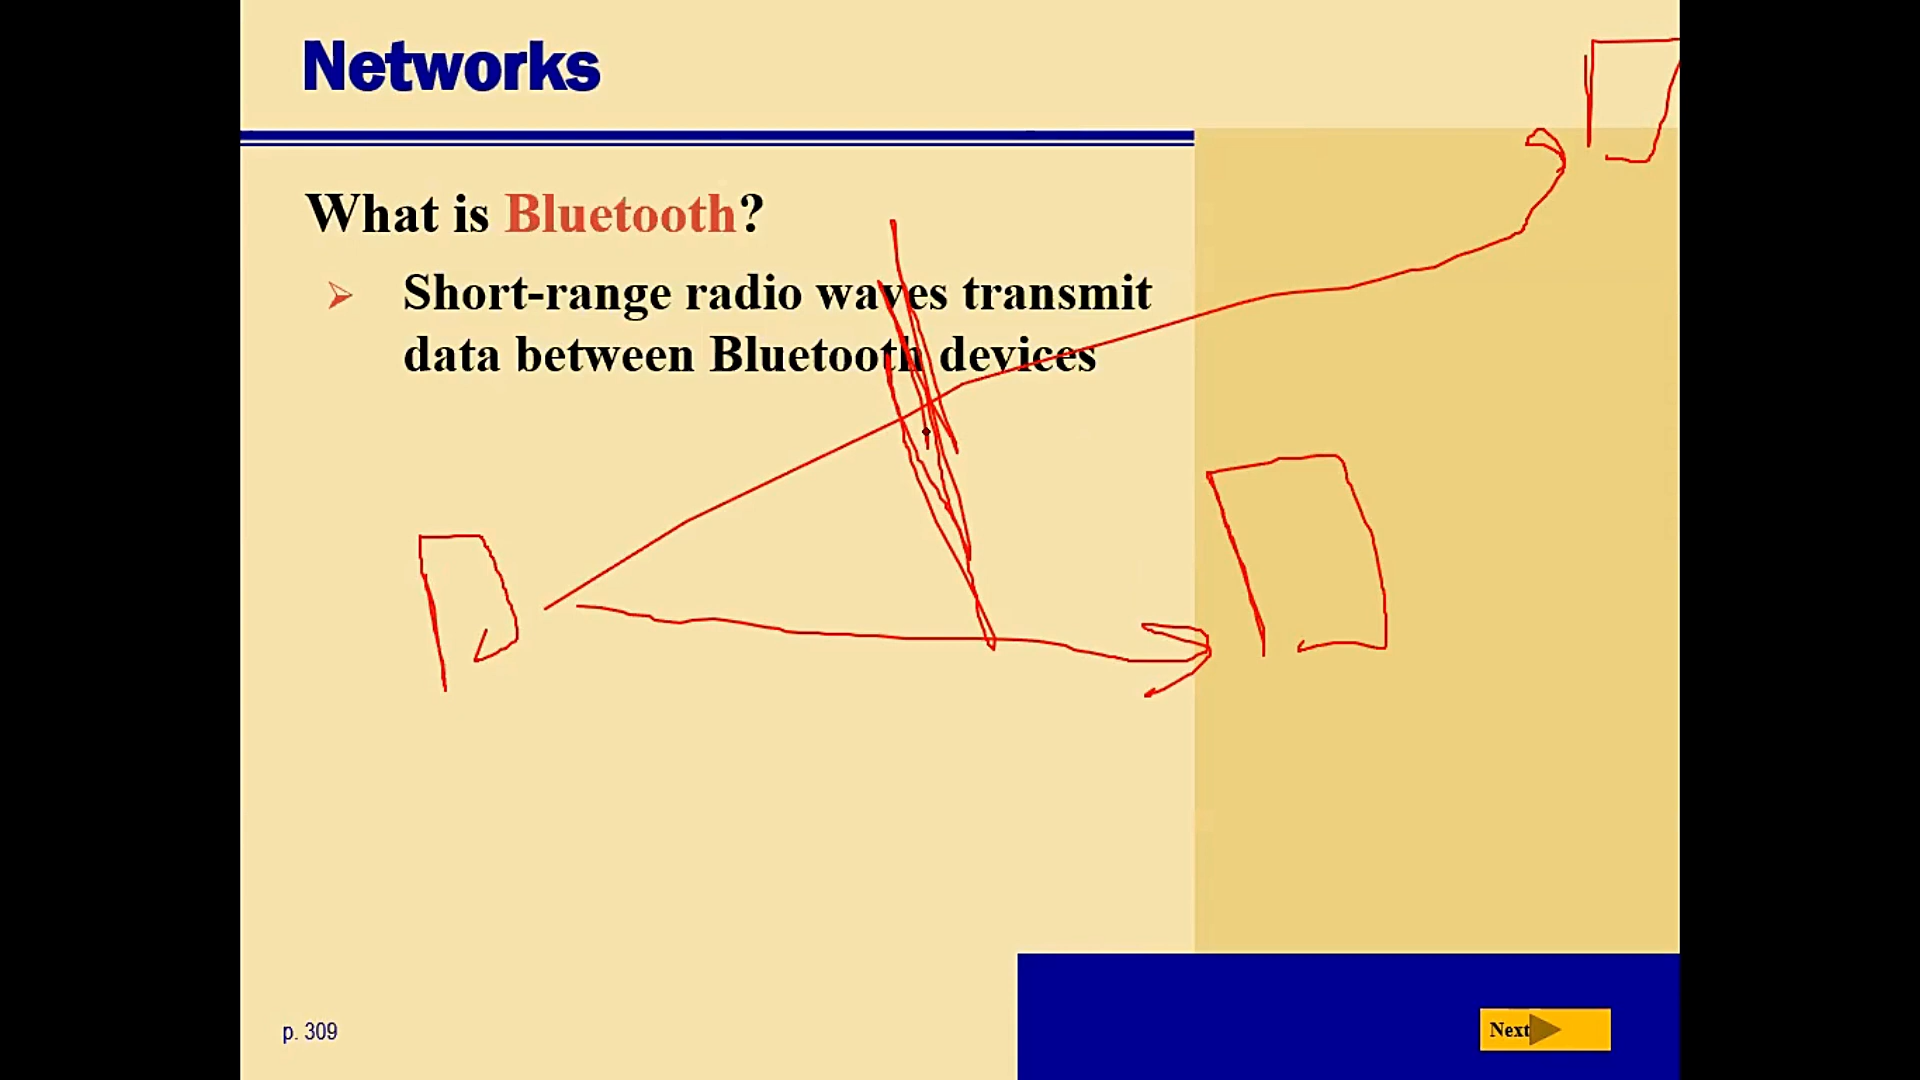 Networks
What is Bluetooth?
Short-range radio waves transmit
data between Bluetooth devices
p. 309
Next